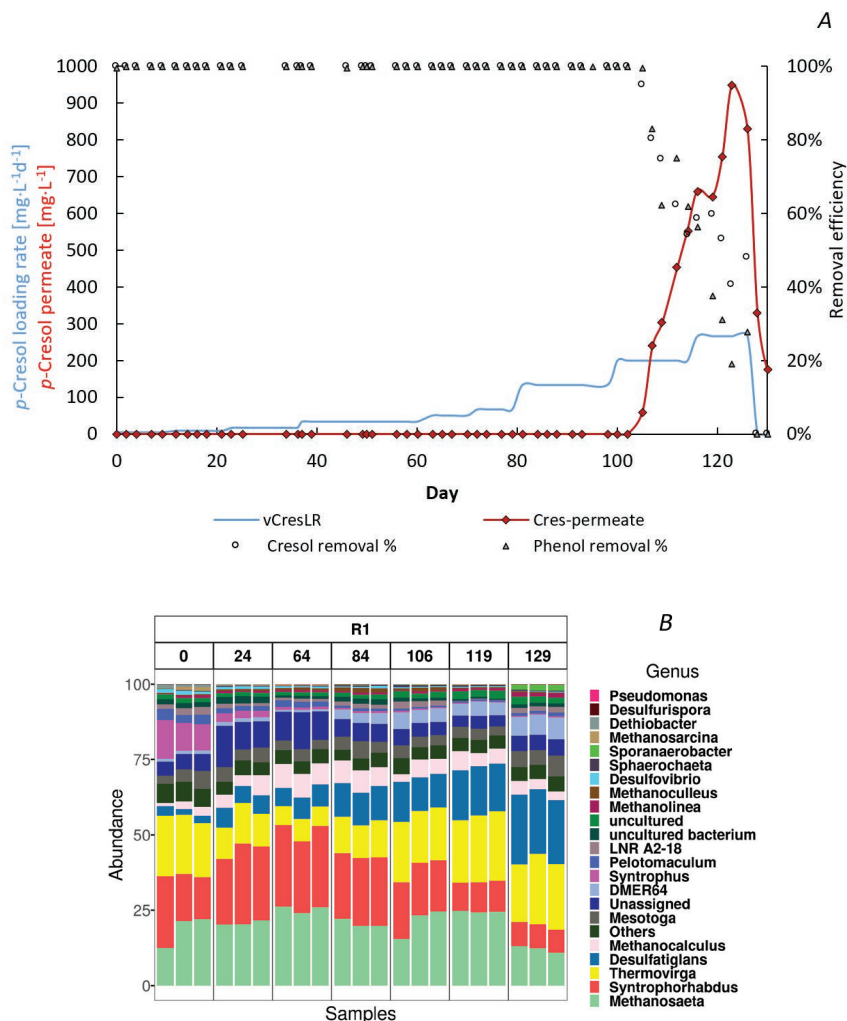 A
1000
900
800
700
600
500
400
300
200
100
0
p-Cresol loading rate [mg·L-1d-1]
p-Cresol permeate [mg·L-1]
100%
80%
60%
40%
20%
0%
Removal efficiency
0 20 40 60 80 100 120
Day
vCresLR Cres-permeate
Cresol removal % Phenol removal %
B
R1
0 24 64 84 106 119 129
100
75
50
25
0
Abundance
Samples
Genus
Pseudomonas
Desulfurispora
Dethiobacter
Methanosarcina
Sporanaerobacter
Sphaerochaeta
Desulfovibrio
Methanoculleus
Methanolinea
uncultured
uncultured bacterium
LNR A2-18
Pelotomaculum
Syntrophus
DMER64
Unassigned
Mesotoga
Others
Methanocalculus
Desulfatiglans
Thermovirga
Syntrophorhabdus
Methanosaeta